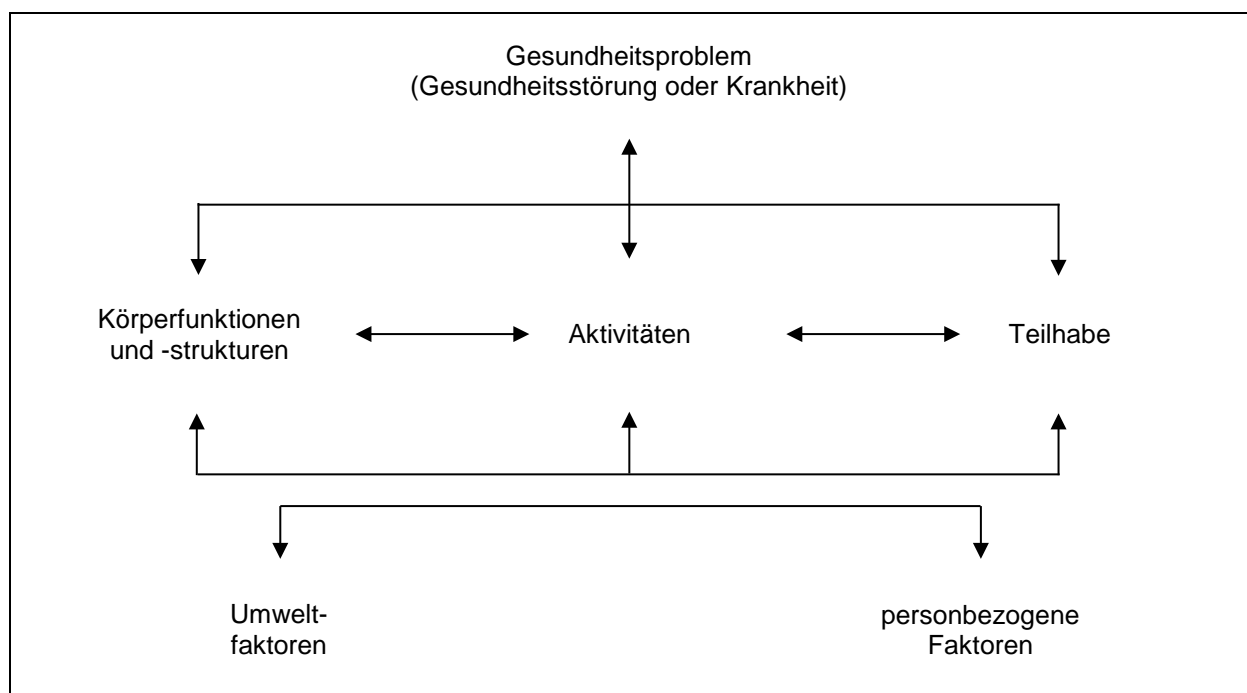 Gesundheitsproblem
(Gesundheitsstörung oder Krankheit)
Körperfunktionen
und -strukturen
Aktivitäten
Teilhabe
Umwelt-
faktoren
personbezogene
Faktoren